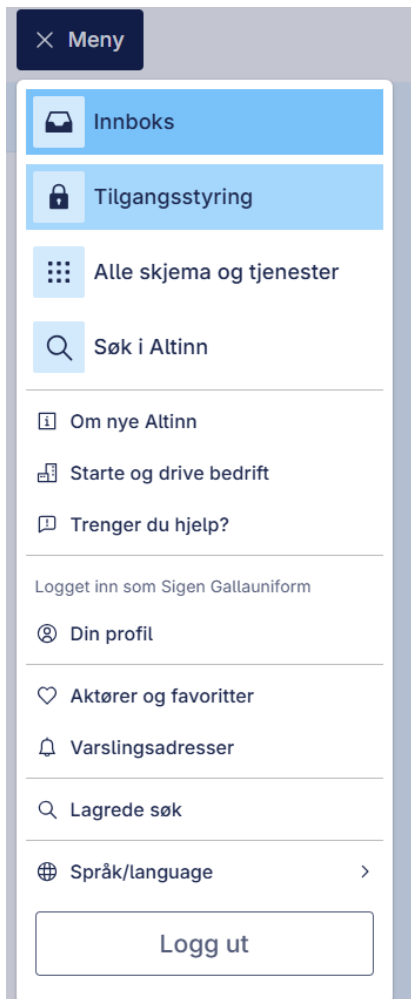 Meny
Innboks
Tilgangsstyring
Alle skjema og tjenester
Søk i Altinn
Om nye Altinn
Starte og drive bedrift
Trenger du hjelp?
Logget inn som Sigen Gallauniform
Din profil
Aktører og favoritter
Varslingsadresser
Lagrede søk
Språk/language
Logg ut